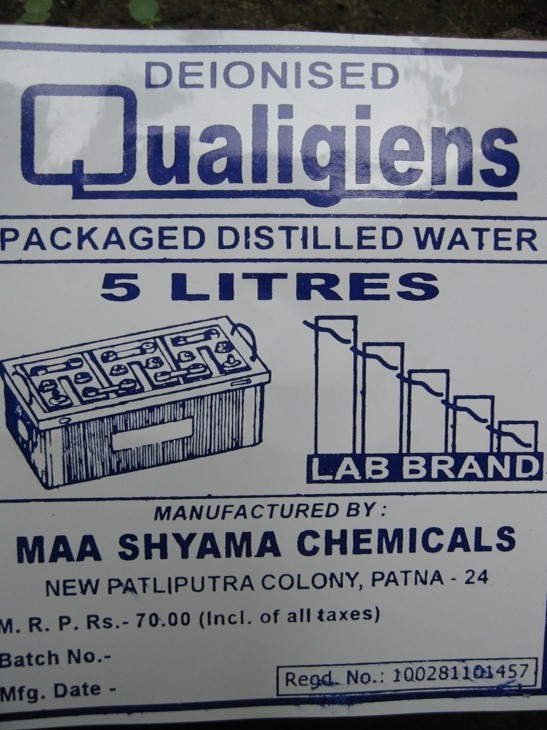 DEIONISED
Qualigiens
PACKAGED DISTILLED WATER
5 LITRES
LAB BRAND
MANUFACTURED BY :
MAA SHYAMA CHEMICALS
NEW PATLIPUTRA COLONY, PATNA - 24
M. R. P. Rs.- 70.00 (Incl. of all taxes)
Batch No.-
Mfg. Date -
Regd. No.: 100281101457